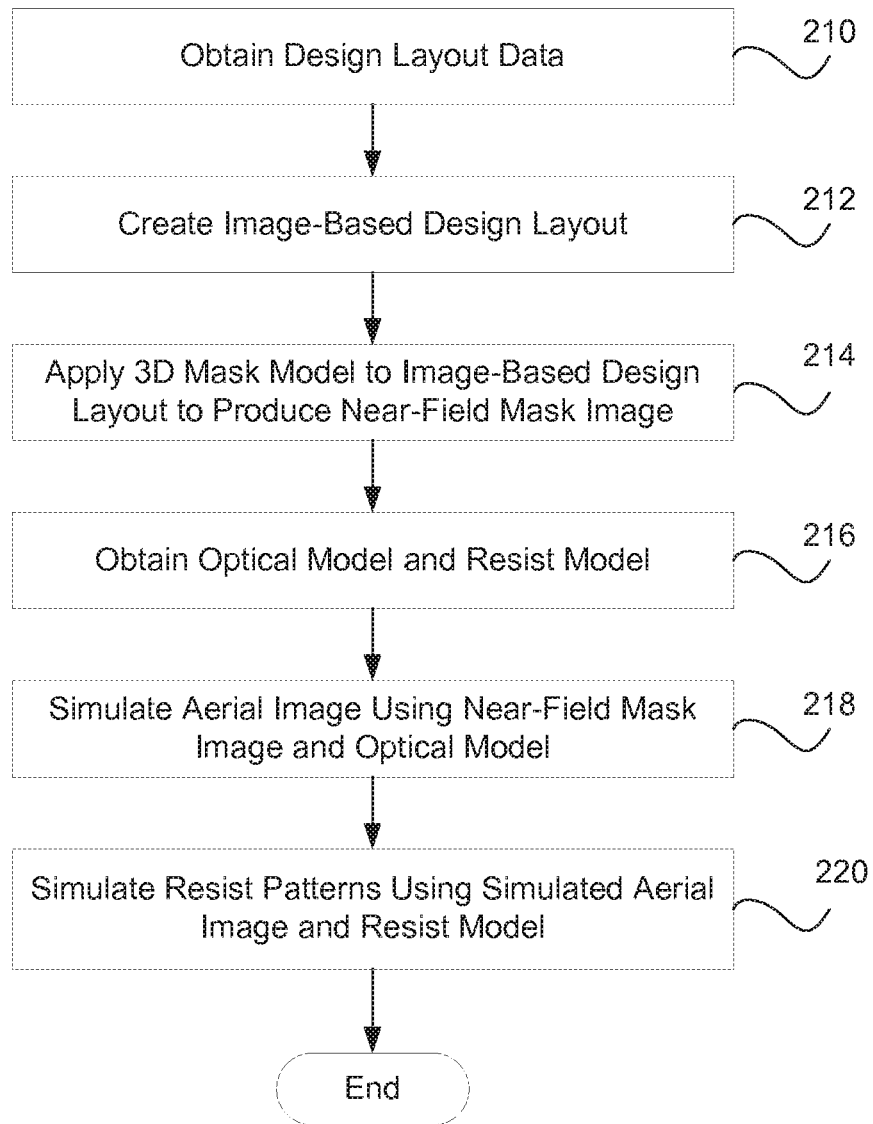 210
Obtain Design Layout Data
212
Create Image-Based Design Layout
214
Apply 3D Mask Model to Image-Based Design
Layout to Produce Near-Field Mask Image
216
Obtain Optical Model and Resist Model
218
Simulate Aerial Image Using Near-Field Mask
Image and Optical Model
220
Simulate Resist Patterns Using Simulated Aerial
Image and Resist Model
End